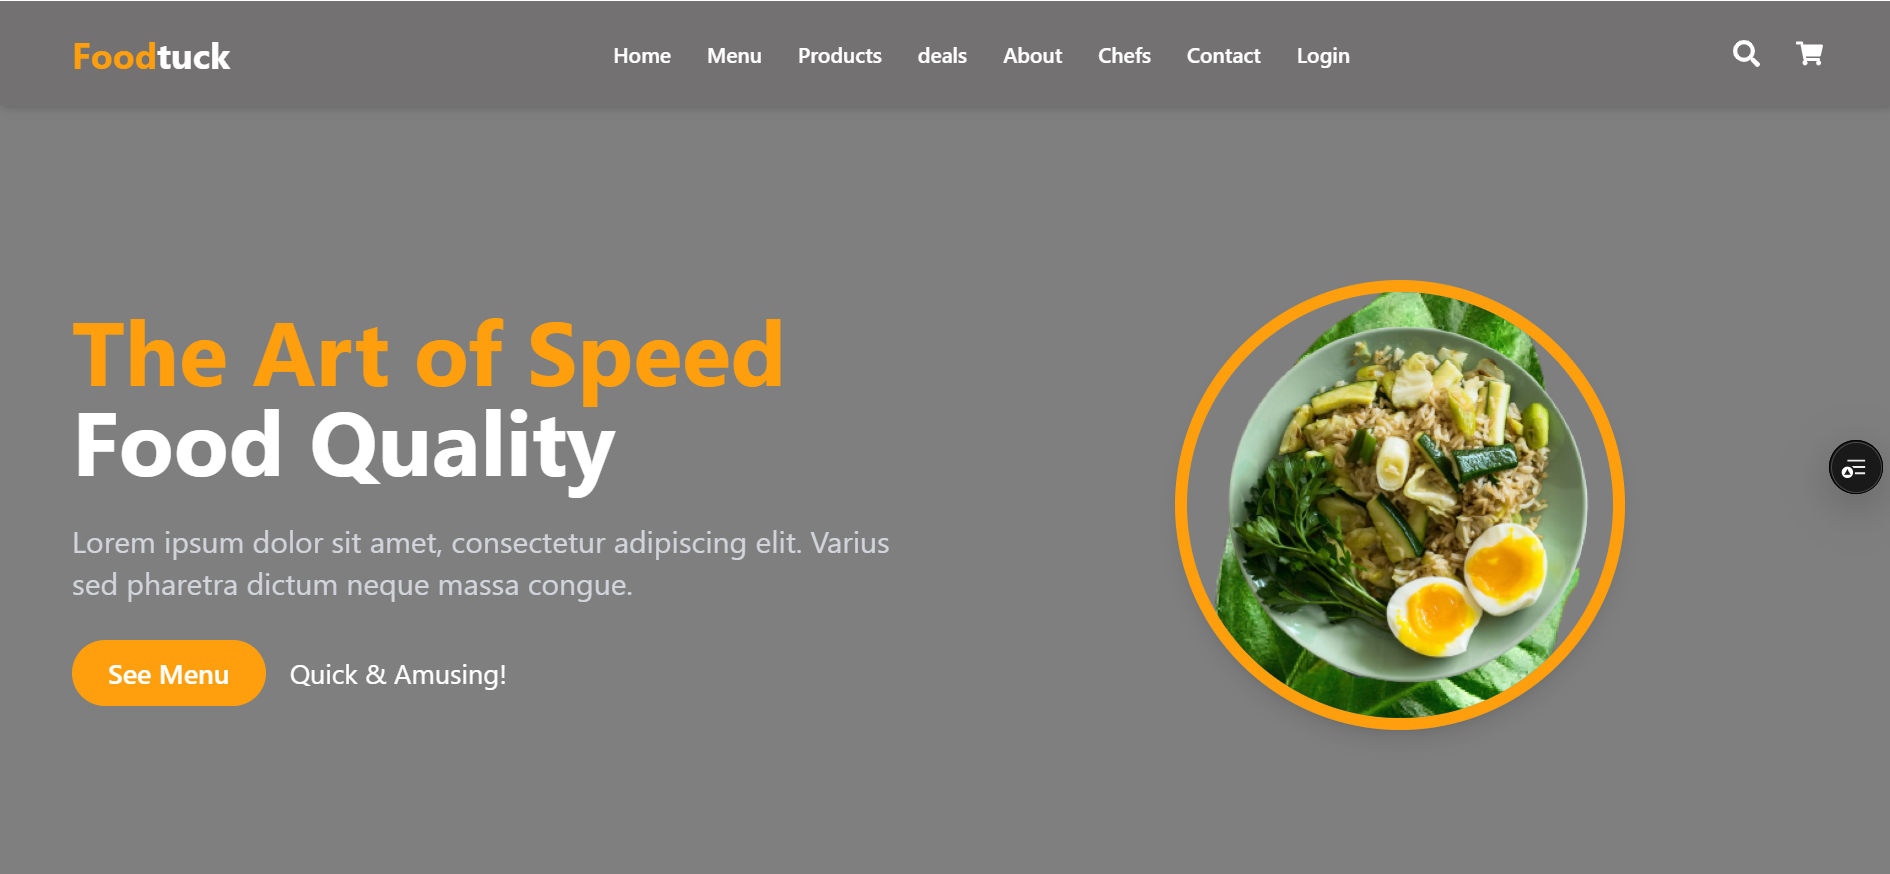 Foodtuck
Home Menu Products deals About Chefs Contact Login
The Art of Speed
Food Quality
Lorem ipsum dolor sit amet, consectetur adipiscing elit. Varius
sed pharetra dictum neque massa congue.
See Menu Quick & Amusing!